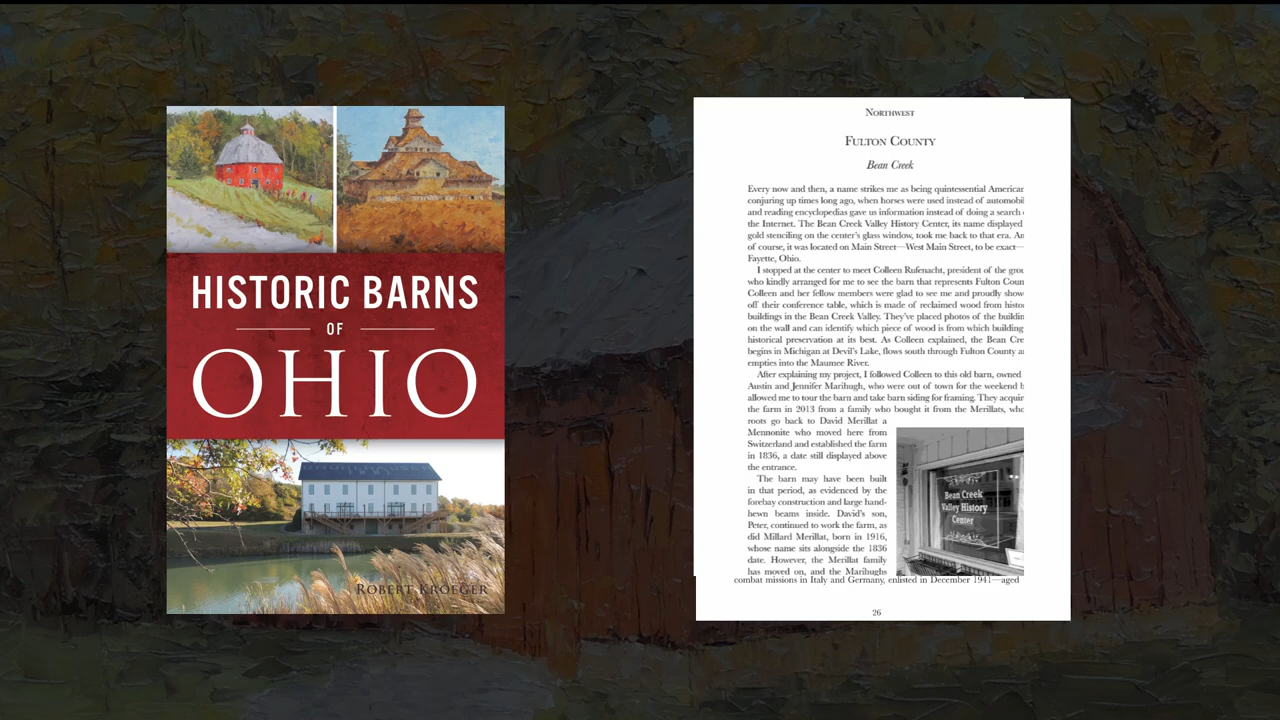 HISTORIC BARNS
OF
OHIO
ROBERT KROEGER
NORTHWEST
FULTON COUNTY
Bean Creek
Every now and then, a name strikes me as being quintessential American
conjuring up times long ago, when horses were used instead of automobil
and reading encyclopedias gave us information instead of doing a search
the Internet. The Bean Creek Valley History Center, its name displayed
gold stenciling on the center's glass window, took me back to that era. An
of course, it was located on Main Street—West Main Street, to be exact—
Fayette, Ohio.
I stopped at the center to meet Colleen Rufenacht, president of the grou
who kindly arranged for me to see the barn that represents Fulton Coun
Colleen and her fellow members were glad to see me and proudly show
off their conference table, which is made of reclaimed wood from histo
buildings in the Bean Creek Valley. They've placed photos of the buildin
on the wall and can identify which piece of wood is from which building
historical preservation at its best. As Colleen explained, the Bean Cre
begins in Michigan at Devil's Lake, flows south through Fulton County a
empties into the Maumee River.
After explaining my project, I followed Colleen to this old barn, owned
Austin and Jennifer Marihugh, who were out of town for the weekend b
allowed me to tour the barn and take barn siding for framing. They acquir
the farm in 2013 from a family who bought it from the Merillats, who
roots go back to David Merillat a
Mennonite who moved here from
Switzerland and established the farm
in 1836, a date still displayed above
the entrance.
The barn may have been built
in that period, as evidenced by the
forebay construction and large hand-
hewn beams inside. David's son,
Peter, continued to work the farm, as
did Millard Merillat, born in 1916,
whose name sits alongside the 1836
date. However, the Merillat family
has moved on, and the Marihughs
Bean Creek
Valley History
Center
combat missions in Italy and Germany, enlisted in December 1941—aged
26